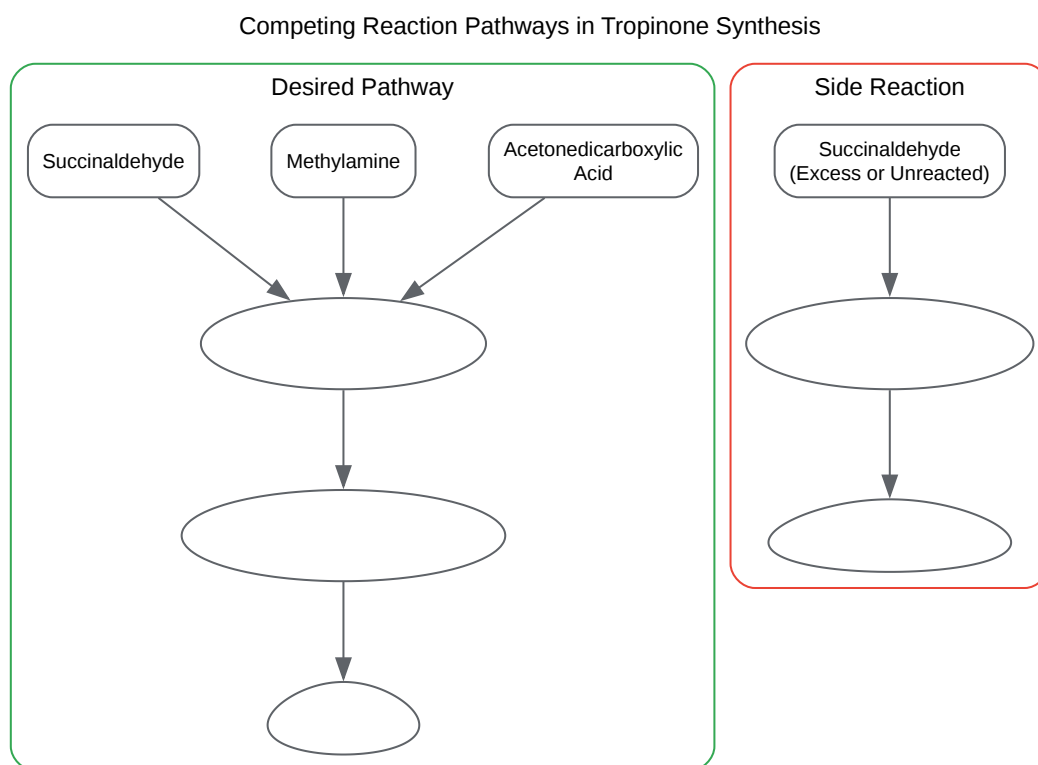 Competing Reaction Pathways in Tropinone Synthesis
Desired Pathway
Succinaldehyde
Methylamine
Acetonedicarboxylic
Acid
Side Reaction
Succinaldehyde
(Excess or Unreacted)